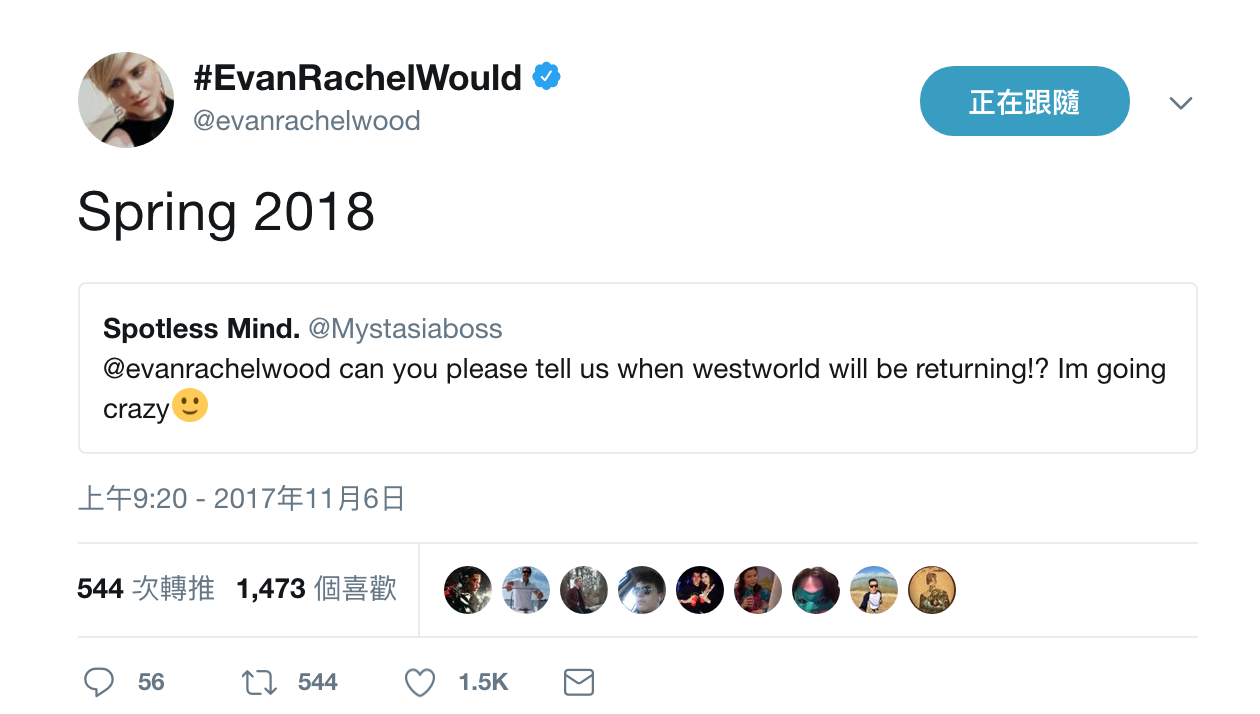 #EvanRachelWould
@evanrachelwood
正在跟隨
Spring 2018
Spotless Mind. @Mystasiaboss
@evanrachelwood can you please tell us when westworld will be returning!? Im going
crazy🙂
上午9:20 - 2017年11月6日
544 次轉推 1,473 個喜歡
56 544 1.5K